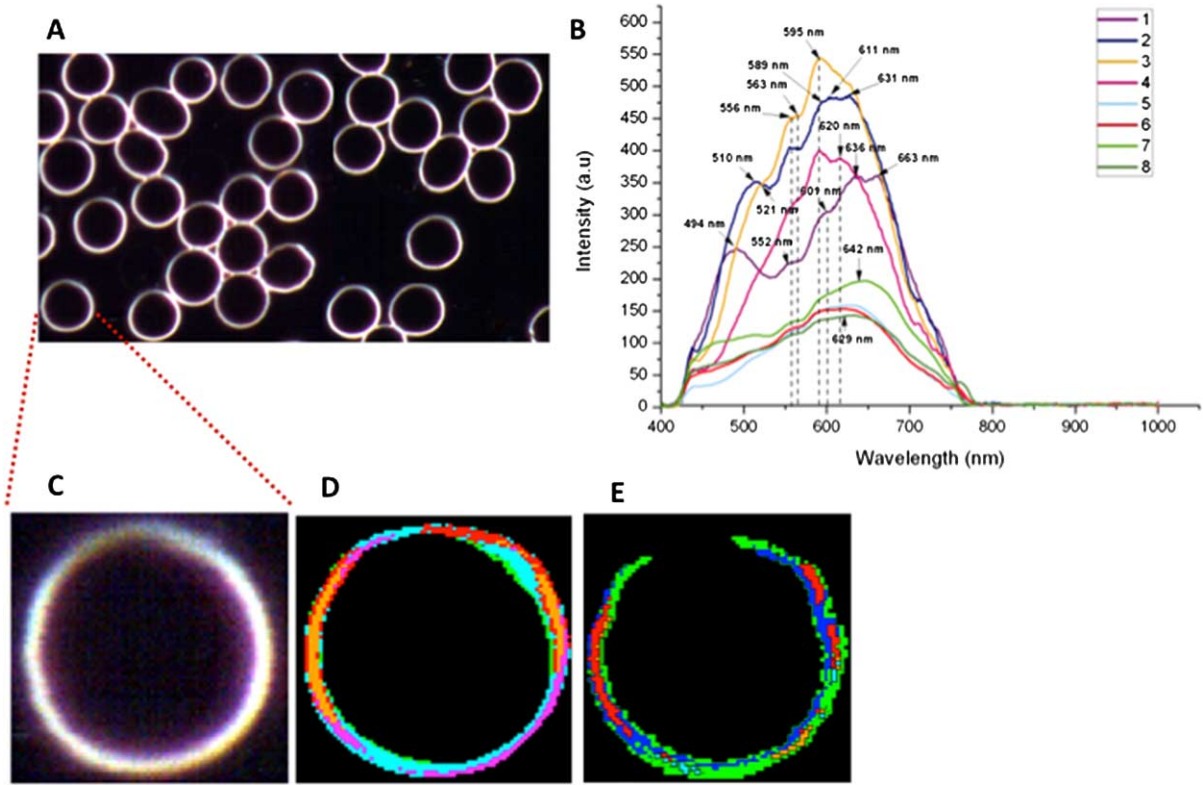 A
B
600
550
500
450
400
350
300
250
200
150
100
50
0
400
500
600
700
800
900
1000
Intensity (a.u)
Wavelength (nm)
595 nm
611 nm
589 nm
631 nm
563 nm
556 nm
620 nm
636 nm
663 nm
510 nm
521 nm
601 nm
494 nm
552 nm
642 nm
629 nm
1
2
3
4
5
6
7
8
C
D
E